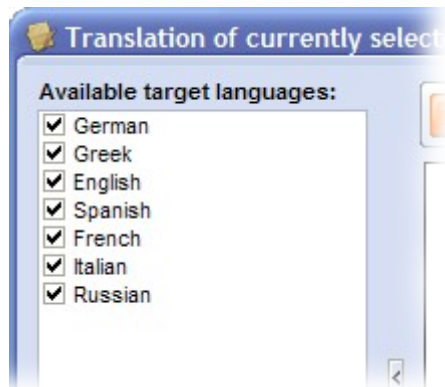 Translation of currently select
Available target languages:
German
Greek
English
Spanish
French
Italian
Russian